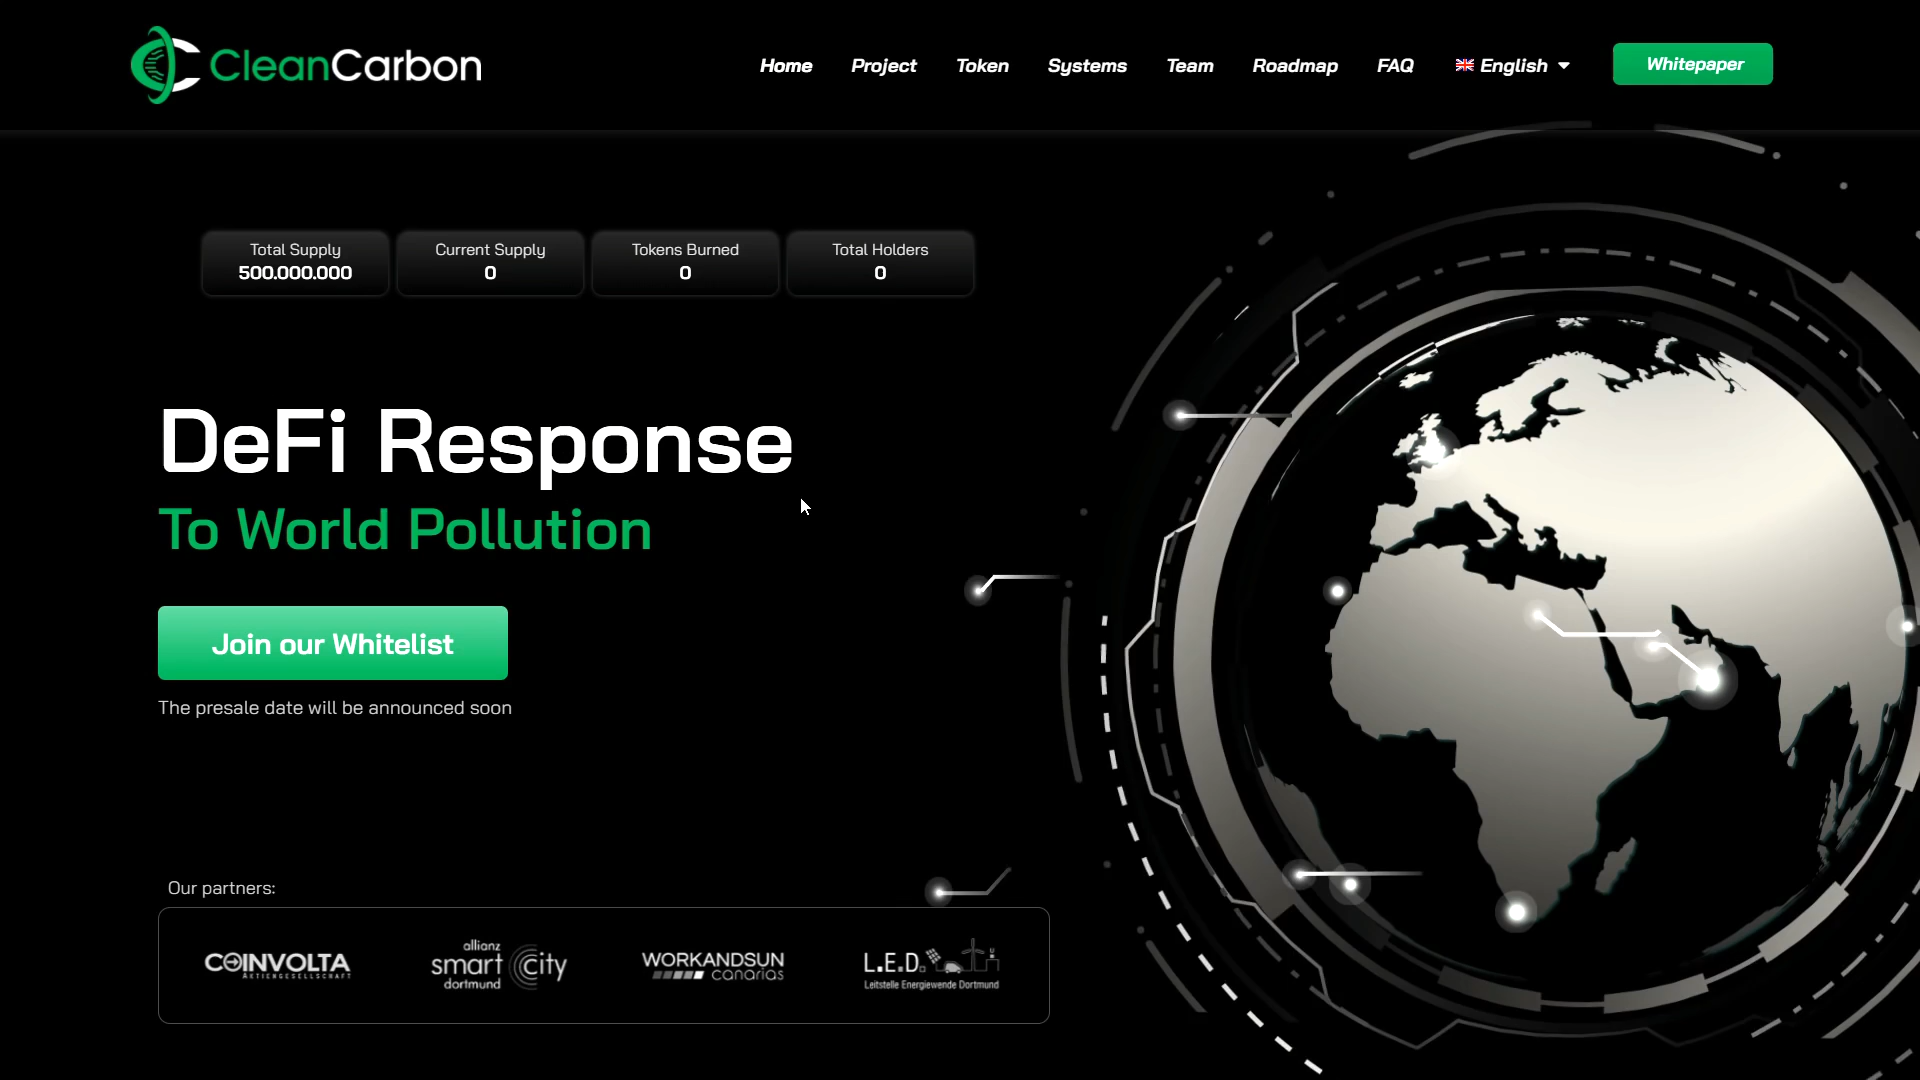 CleanCarbon
Home Project Token Systems Team Roadmap FAQ English Whitepaper
Total Supply
500.000.000
Current Supply
0
Tokens Burned
0
Total Holders
0
DeFi Response
To World Pollution
Join our Whitelist
The presale date will be announced soon
Our partners:
COINVOLTA
AKTIENGESELLSCHAFT
allianz
smart city
dortmund
WORKANDSUN
canarias
L.E.D.
Leitstelle Energiewende Dortmund